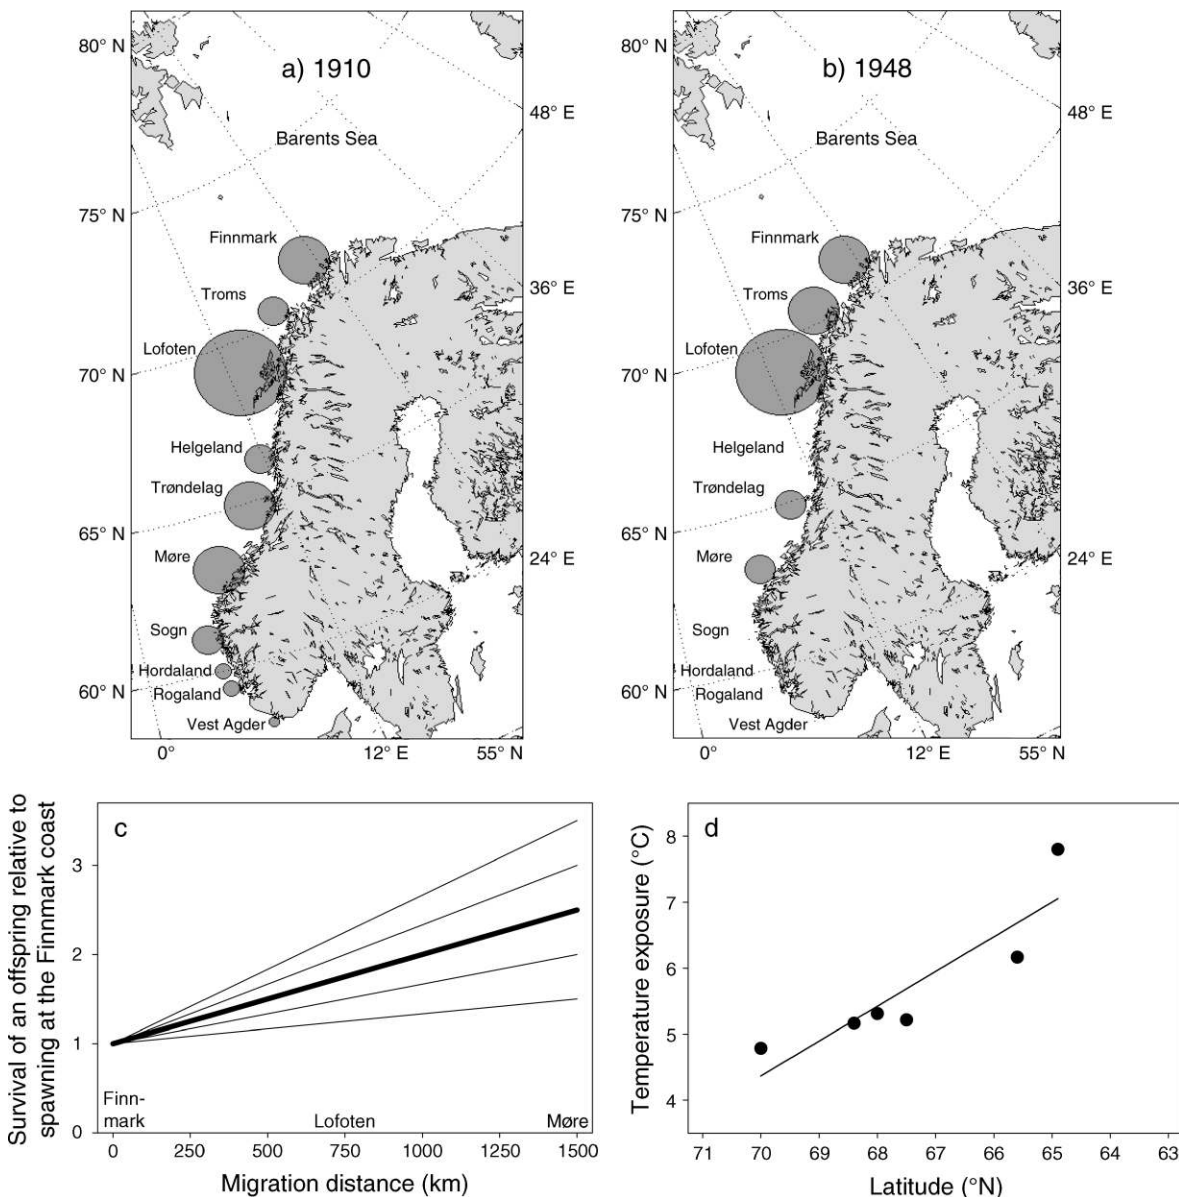 a) 1910
80° N
48° E
Barents Sea
75° N
Finnmark
Troms
36° E
Lofoten
70° N
Helgeland
Trøndelag
65° N
Møre
24° E
Sogn
Hordaland
60° N
Rogaland
Vest Agder
0°
12° E
55° N
b) 1948
80° N
48° E
Barents Sea
75° N
Finnmark
Troms
36° E
Lofoten
70° N
Helgeland
Trøndelag
65° N
Møre
24° E
Sogn
Hordaland
60° N
Rogaland
Vest Agder
0°
12° E
55° N
c
Survival of an offspring relative to
spawning at the Finnmark coast
3
2
1
0
Finn-
mark
Lofoten
Møre
0 250 500 750 1000 1250 1500
Migration distance (km)
d
Temperature exposure (°C)
8
7
6
5
4
71 70 69 68 67 66 65 64 63
Latitude (°N)